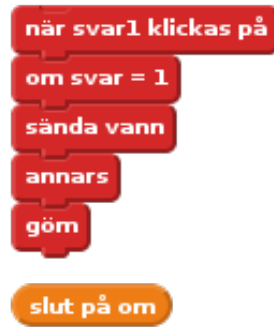 när svar1 klickas på
om svar = 1
sända vann
annars
göm
slut på om